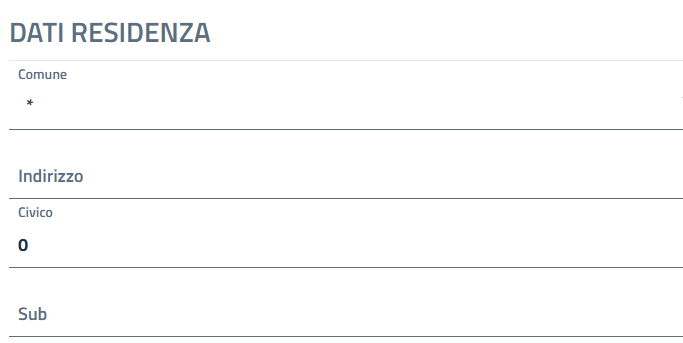 DATI RESIDENZA
Comune
*
Indirizzo
Civico
0
Sub